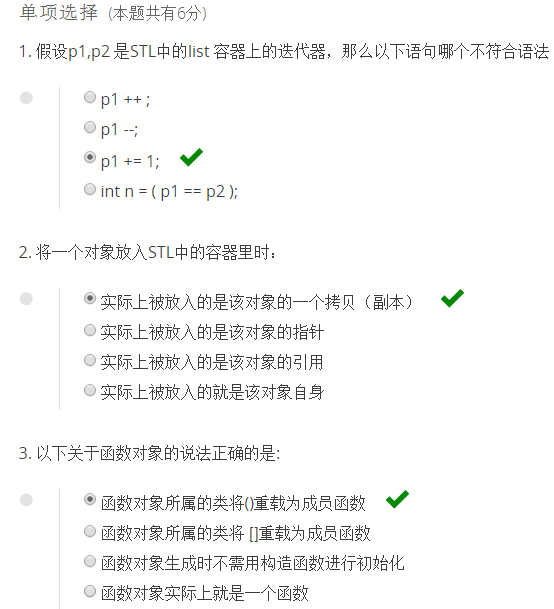 单项选择 (本题共有6分)
1. 假设p1,p2 是STL中的list 容器上的迭代器，那么以下语句哪个不符合语法
p1 ++ ;
p1 --;
p1 += 1;
int n = ( p1 == p2 );
2. 将一个对象放入STL中的容器里时：
实际上被放入的是该对象的一个拷贝（副本）
实际上被放入的是该对象的指针
实际上被放入的是该对象的引用
实际上被放入的就是该对象自身
3. 以下关于函数对象的说法正确的是:
函数对象所属的类将()重载为成员函数
函数对象所属的类将 []重载为成员函数
函数对象生成时不需用构造函数进行初始化
函数对象实际上就是一个函数